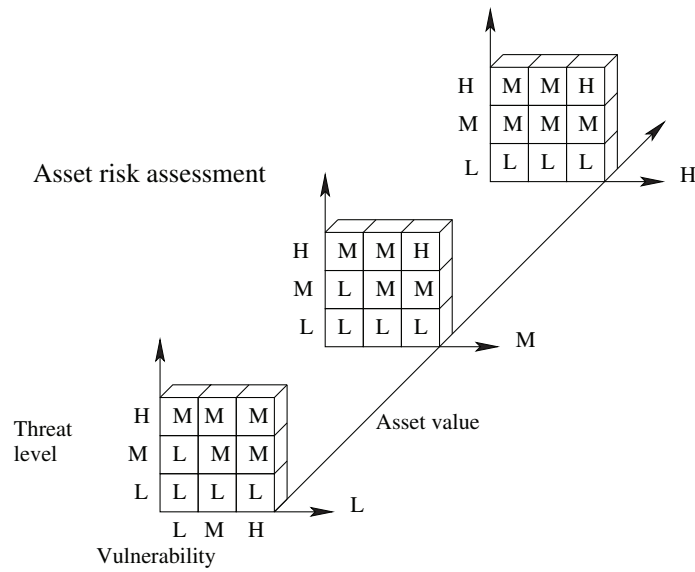 H M M H
M M M M
L L L L
H
Asset risk assessment
H M M H
M L M M
L L L L
M
H M M M
Threat level
M L M M
L L L L
L
Asset value
L M H
Vulnerability